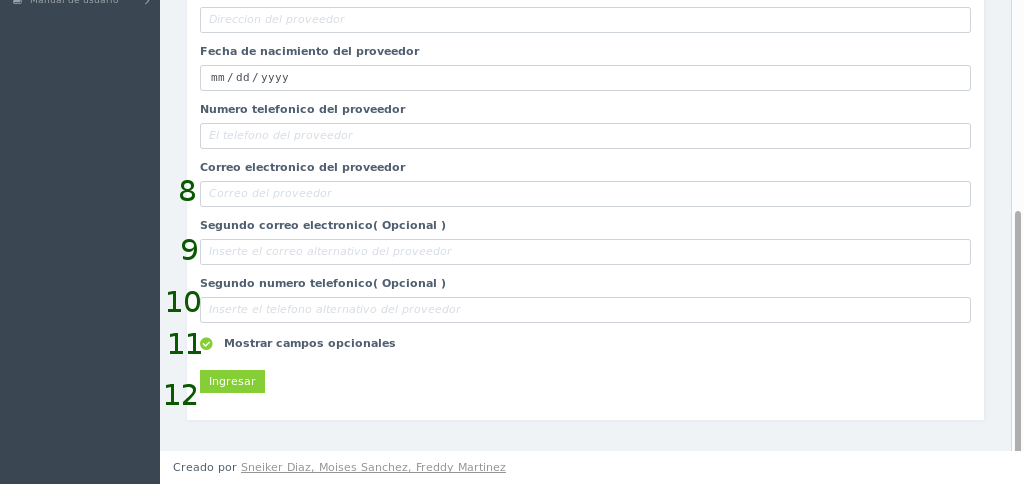 Manual de usuario
Direccion del proveedor
Fecha de nacimiento del proveedor
mm/dd/yyyy
Numero telefonico del proveedor
El telefono del proveedor
Correo electronico del proveedor
8 Correo del proveedor
Segundo correo electronico( Opcional )
9 Inserte el correo alternativo del proveedor
Segundo numero telefonico( Opcional )
10 Inserte el telefono alternativo del proveedor
11 Mostrar campos opcionales
12 Ingresar
Creado por Sneiker Diaz, Moises Sanchez, Freddy Martinez